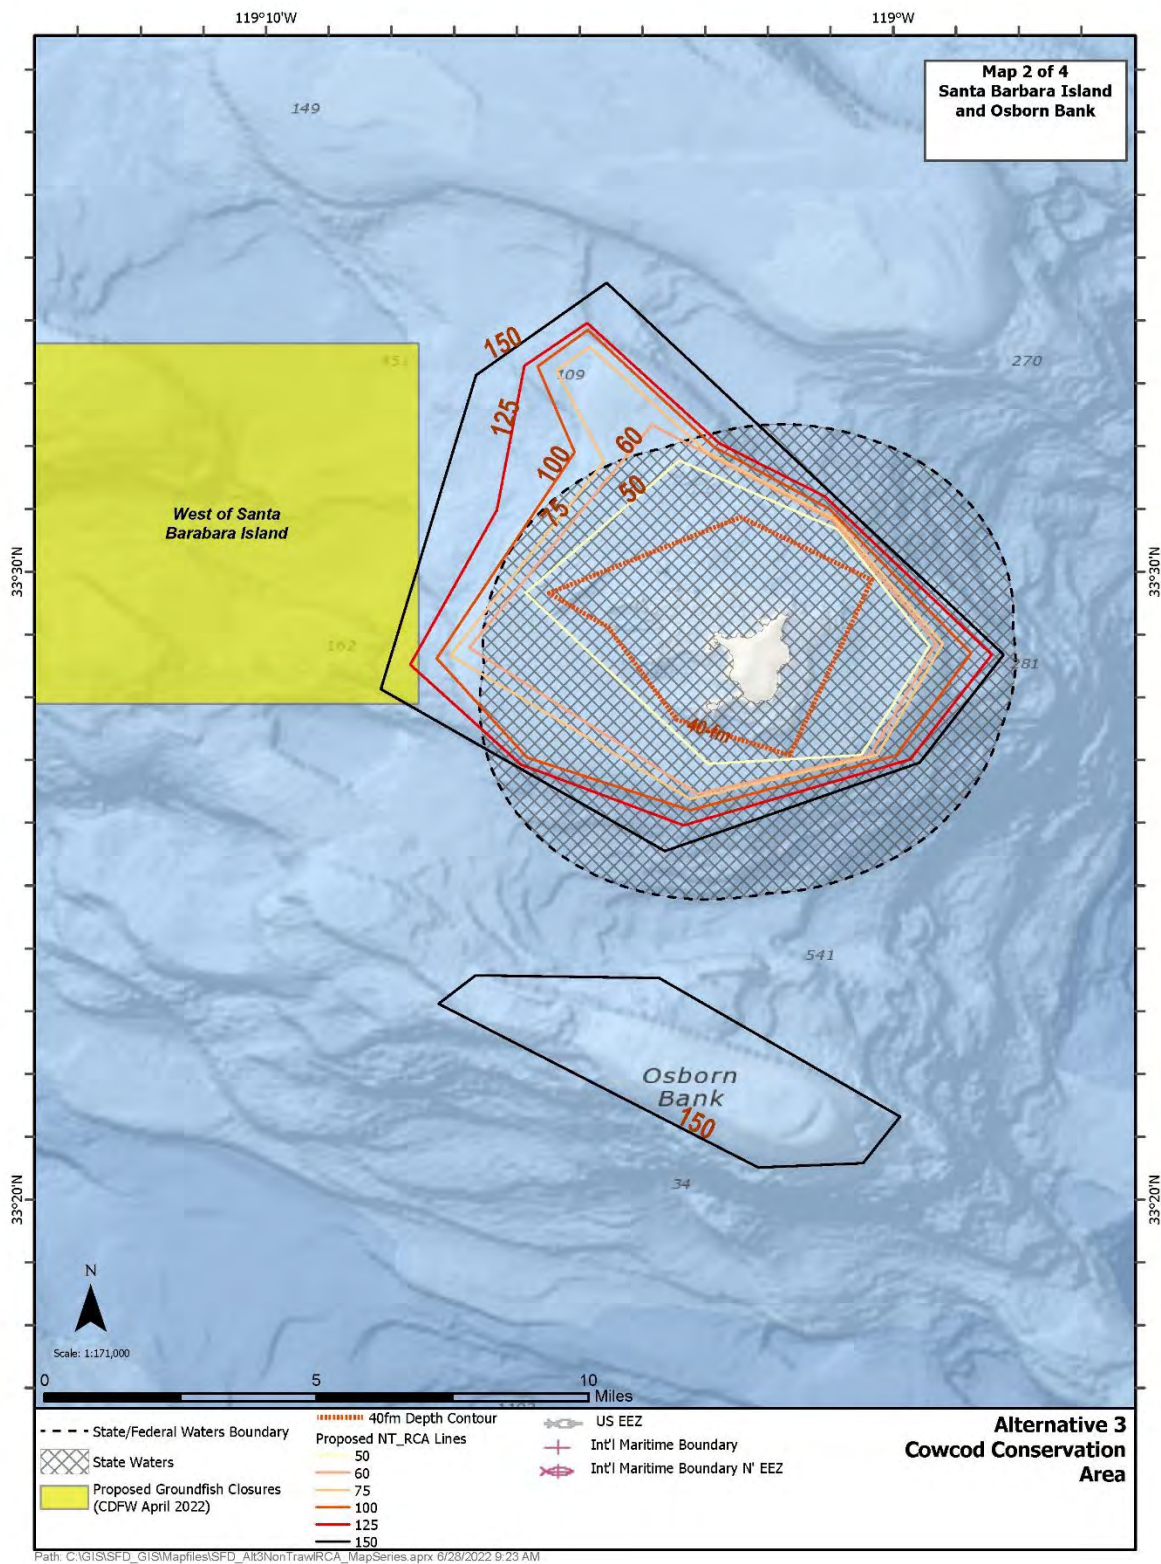 119°10'W
119°W
Map 2 of 4
Santa Barbara Island
and Osborn Bank
149
150
451
109
270
125
60
100
50
75
West of Santa
Barabara Island
33°30'N
33°30'N
162
281
40-fm
541
Osborn
Bank
150
34
33°20'N
33°20'N
N
Scale: 1:171,000
0
5
10
Miles
State/Federal Waters Boundary
State Waters
Proposed Groundfish Closures
(CDFW April 2022)
40fm Depth Contour
Proposed NT_RCA Lines
50
60
75
100
125
150
US EEZ
Int'l Maritime Boundary
Int'l Maritime Boundary N' EEZ
Alternative 3
Cowcod Conservation
Area
Path: C:\GIS\SFD_GIS\Mapfiles\SFD_Alt3NonTrawlRCA_MapSeries.aprx 6/28/2022 9:23 AM